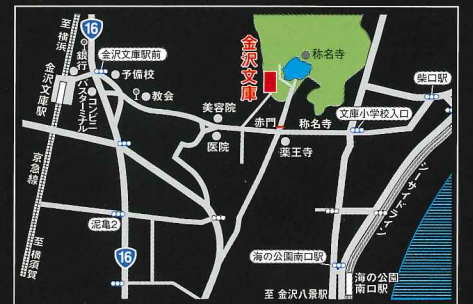 至 横浜
16
銀行
金沢文庫駅前
予備校
バスターミナル
コンビニ
教会
金沢文庫駅
京急線
至 横須賀
泥亀2
16
美容院
医院
金沢文庫
称名寺
赤門
称名寺
薬王寺
文庫小学校入口
柴口駅
シーサイドライン
海の公園南口駅
海の公園
南口駅
至 金沢八景駅